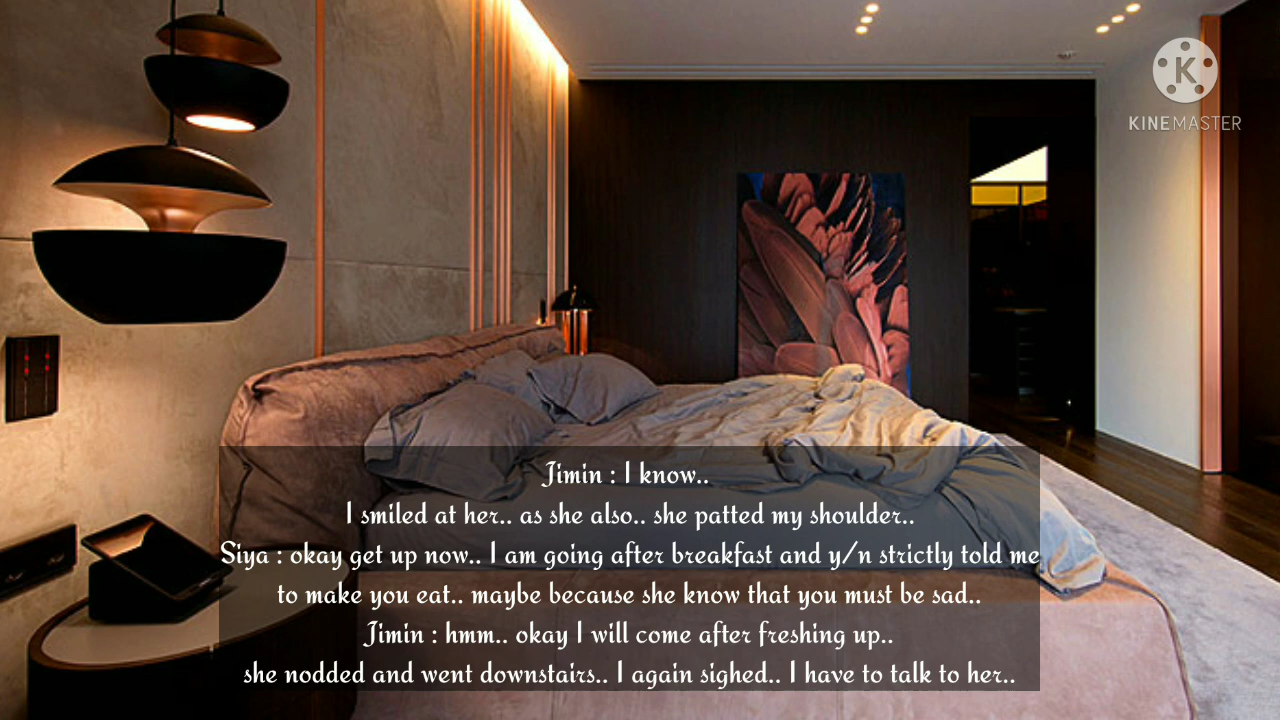 KINEMASTER
Jimin : I know..
I smiled at her.. as she also.. she patted my shoulder..
Siya : okay get up now.. I am going after breakfast and y/n strictly told me
to make you eat.. maybe because she know that you must be sad..
Jimin : hmm.. okay I will come after freshing up..
she nodded and went downstairs.. I again sighed.. I have to talk to her..